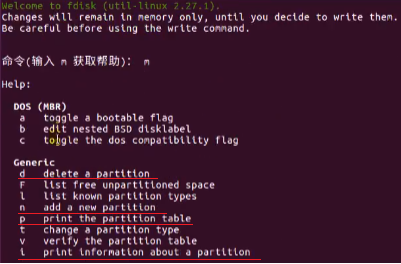 Welcome to fdisk (util-linux 2.27.1).
Changes will remain in memory only, until you decide to write them.
Be careful before using the write command.
命令(输入 m 获取帮助)： m
Help:
DOS (MBR)
a toggle a bootable flag
b edit nested BSD disklabel
c toggle the dos compatibility flag
Generic
d delete a partition
F list free unpartitioned space
l list known partition types
n add a new partition
p print the partition table
t change a partition type
v verify the partition table
i print information about a partition